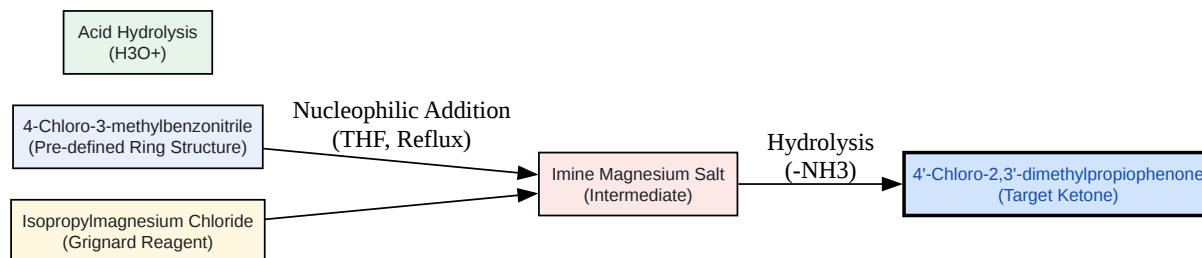 Acid Hydrolysis
(H3O+)
4-Chloro-3-methylbenzonitrile
(Pre-defined Ring Structure)
Nucleophilic Addition
(THF, Reflux)
Isopropylmagnesium Chloride
(Grignard Reagent)
Imine Magnesium Salt
(Intermediate)
Hydrolysis
(-NH3)
4'-Chloro-2,3'-dimethylpropiophenone
(Target Ketone)